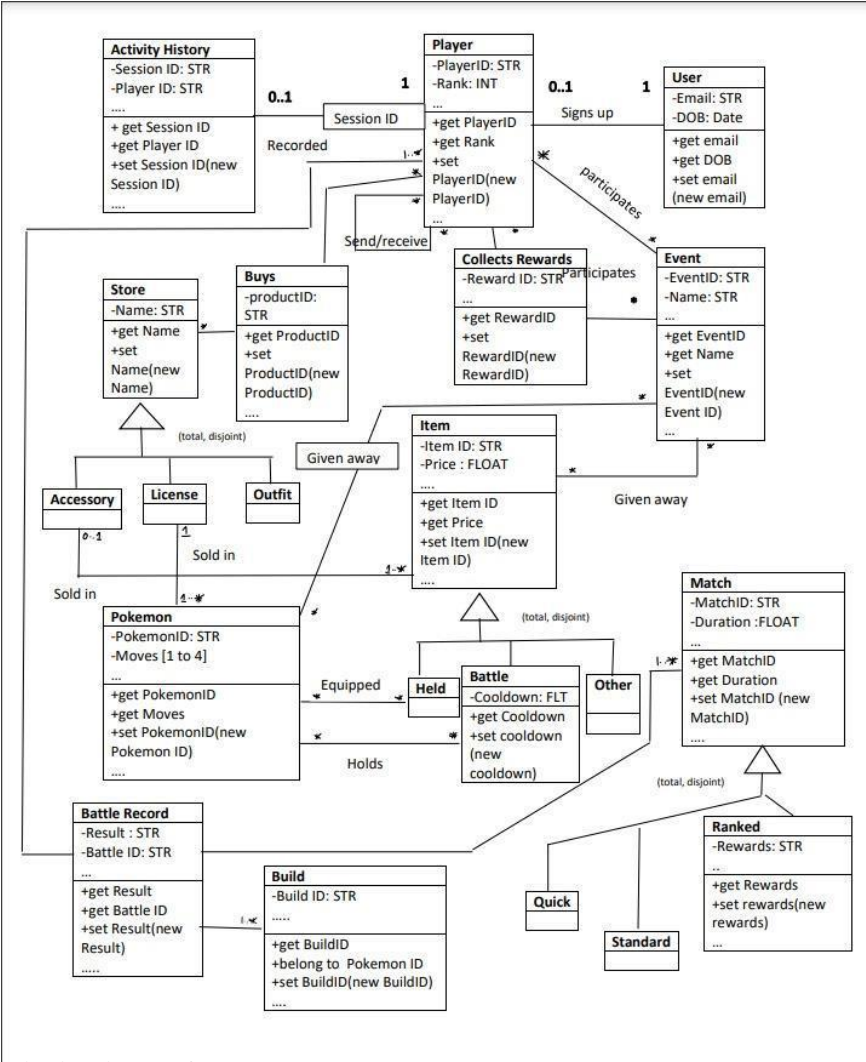 Activity History
-Session ID: STR
-Player ID: STR
....
+ get Session ID
+get Player ID
+set Session ID(new
Session ID)
....
0..1
1
Session ID
Recorded
Player
-PlayerID: STR
-Rank: INT
...
+get PlayerID
+get Rank
+set
PlayerID(new
PlayerID)
...
0..1
1
Signs up
User
-Email: STR
-DOB: Date
+get email
+get DOB
+set email
(new email)
1..*
*
*
*
*
*
participates
*
Send/receive
Collects Rewards
-Reward ID: STR
...
+get RewardID
+set
RewardID(new
RewardID)
Participates
Event
-EventID: STR
-Name: STR
...
+get EventID
+get Name
+set
EventID(new
Event ID)
...
Store
-Name: STR
+get Name
+set
Name(new
Name)
*
Buys
-productID:
STR
+get ProductID
+set
ProductID(new
ProductID)
....
(total, disjoint)
Accessory
License
Outfit
0..1
1
Sold in
Sold in
1..*
1..*
Given away
*
*
Item
-Item ID: STR
-Price : FLOAT
....
+get Item ID
+get Price
+set Item ID(new
Item ID)
....
*
*
Given away
(total, disjoint)
Pokemon
-PokemonID: STR
-Moves [1 to 4]
...
+get PokemonID
+get Moves
+set PokemonID(new
Pokemon ID)
....
Equipped
*
*
Holds
*
*
Held
Battle
-Cooldown: FLT
+get Cooldown
+set cooldown
(new
cooldown)
Other
Match
-MatchID: STR
-Duration :FLOAT
...
+get MatchID
+get Duration
+set MatchID (new
MatchID)
....
1..*
(total, disjoint)
Battle Record
-Result : STR
-Battle ID: STR
...
+get Result
+get Battle ID
+set Result(new
Result)
.....
1..*
Build
-Build ID: STR
.....
+get BuildID
+belong to  Pokemon ID
+set BuildID(new BuildID)
....
Quick
Standard
Ranked
-Rewards: STR
..
+get Rewards
+set rewards(new
rewards)
...